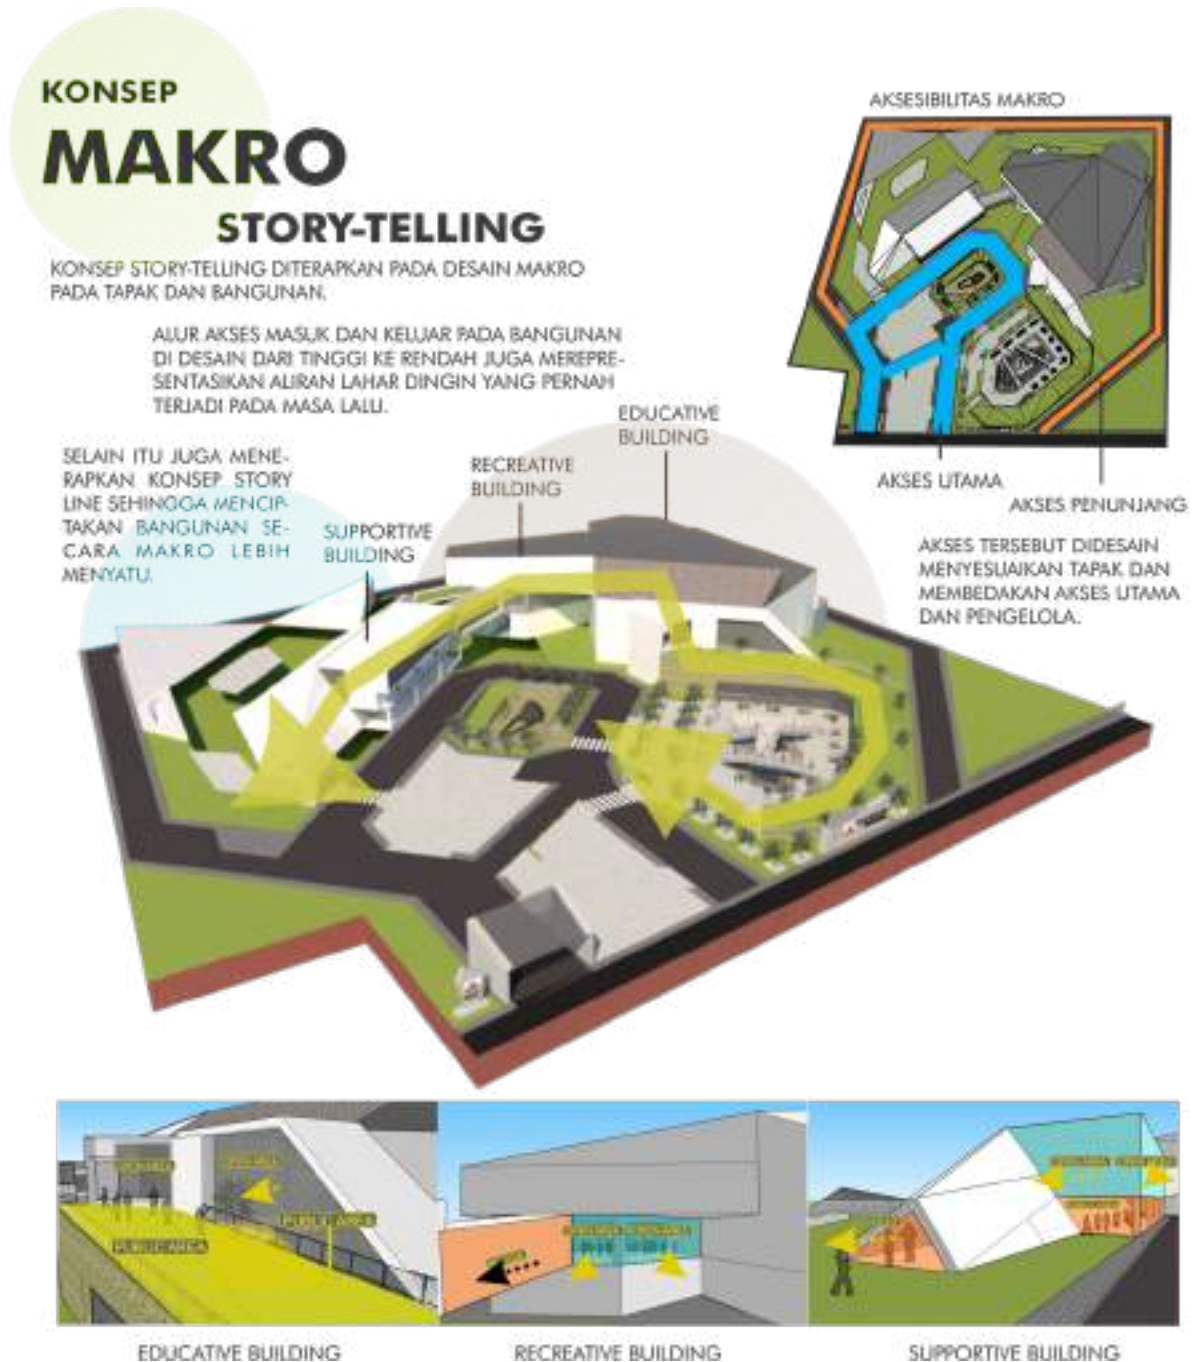 KONSEP
MAKRO
STORY-TELLING
KONSEP STORY-TELLING DITERAPKAN PADA DESAIN MAKRO
PADA TAPAK DAN BANGUNAN.
ALUR AKSES MASUK DAN KELUAR PADA BANGUNAN
DI DESAIN DARI TINGGI KE RENDAH JUGA MEREPRE-
SENTASIKAN ALIRAN LAHAR DINGIN YANG PERNAH
TERJADI PADA MASA LALU.
SELAIN ITU JUGA MENE-
RAPKAN KONSEP STORY
LINE SEHINGGA MENCIP-
TAKAN BANGUNAN SE-
CARA MAKRO LEBIH
MENYATU.
SUPPORTIVE
BUILDING
RECREATIVE
BUILDING
EDUCATIVE
BUILDING
AKSESIBILITAS MAKRO
AKSES UTAMA
AKSES PENUNJANG
AKSES TERSEBUT DIDESAIN
MENYESUAIKAN TAPAK DAN
MEMBEDAKAN AKSES UTAMA
DAN PENGELOLA.
PUBLIC AREA
PUBLIC AREA
EDUCATIVE BUILDING
RECREATIVE BUILDING
SUPPORTIVE BUILDING